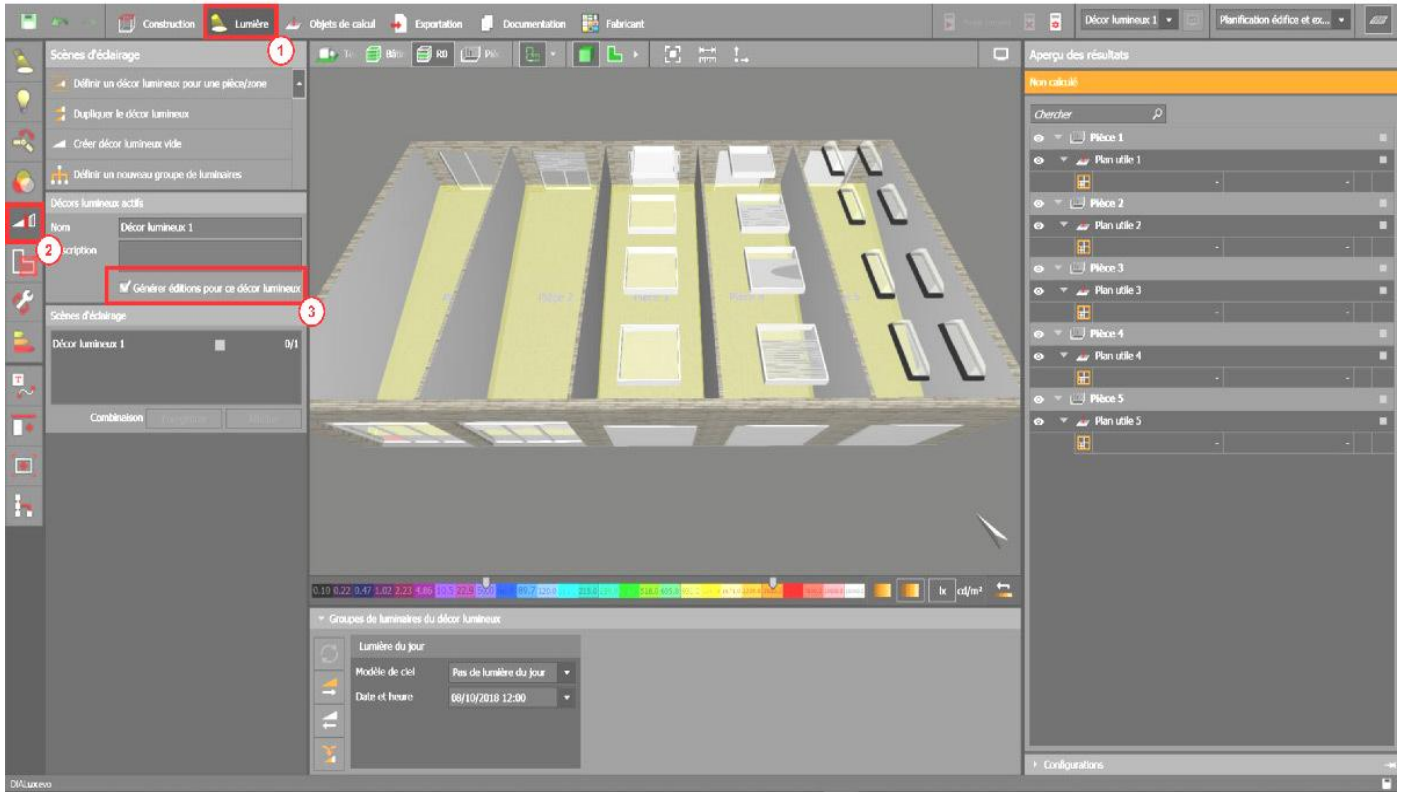 Construction Lumière Objets de calcul Exportation Documentation Fabricant Décor lumineux 1 Planification édifice et ex...
1
Scènes d'éclairage
Bâti R0 Piè
Définir un décor lumineux pour une pièce/zone
Dupliquer le décor lumineux
Créer décor lumineux vide
Définir un nouveau groupe de luminaires
Décors lumineux actifs
Nom Décor lumineux 1
2
Générer éditions pour ce décor lumineux
3
Scènes d'éclairage
Décor lumineux 1 0/1
Combinaison
Pièce 2
0.10 0.22 0.47 1.02 2.23 4.86 10.5 22.9
lx cd/m²
Groupes de luminaires du décor lumineux
Lumière du jour
Modèle de ciel Pas de lumière du jour
Date et heure 08/10/2018 12:00
Aperçu des résultats
Non calculé
Chercher
Pièce 1
Plan utile 1
- -
Pièce 2
Plan utile 2
- -
Pièce 3
Plan utile 3
- -
Pièce 4
Plan utile 4
- -
Pièce 5
Plan utile 5
- -
Configurations
DIALux evo